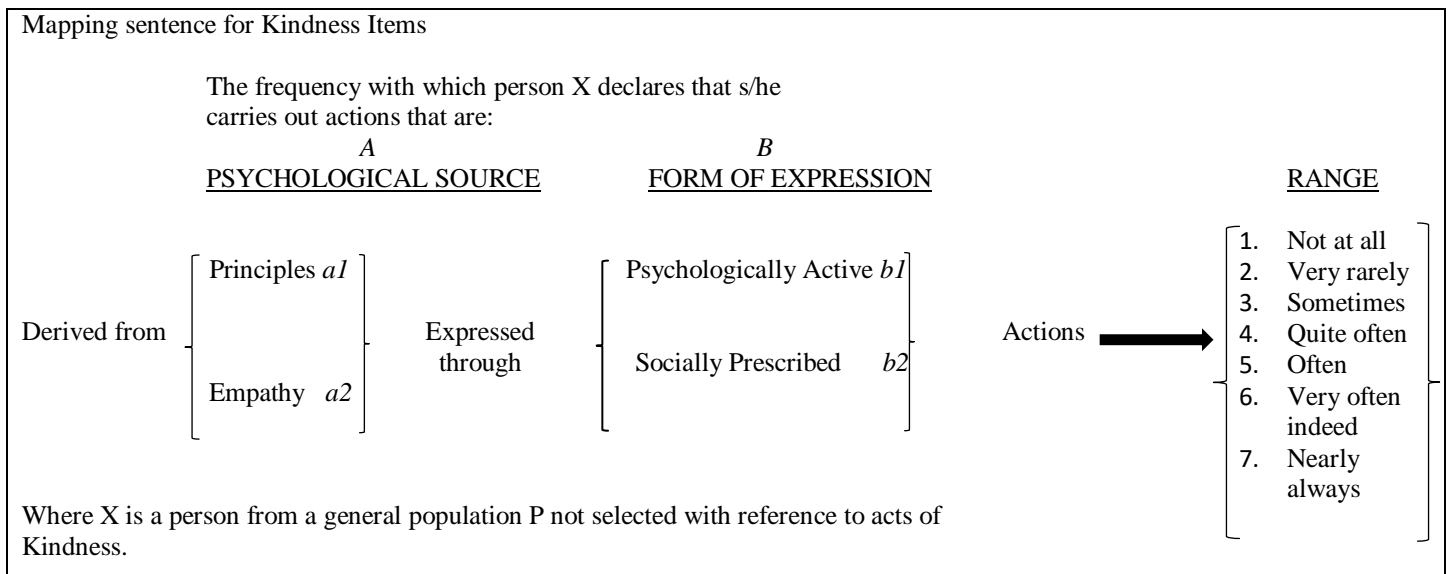 Mapping sentence for Kindness Items
The frequency with which person X declares that s/he
carries out actions that are:
A B
PSYCHOLOGICAL SOURCE FORM OF EXPRESSION RANGE
Derived from
Principles a1
Empathy a2
Expressed
through
Psychologically Active b1
Socially Prescribed b2
Actions
1. Not at all
2. Very rarely
3. Sometimes
4. Quite often
5. Often
6. Very often
indeed
7. Nearly
always
Where X is a person from a general population P not selected with reference to acts of
Kindness.